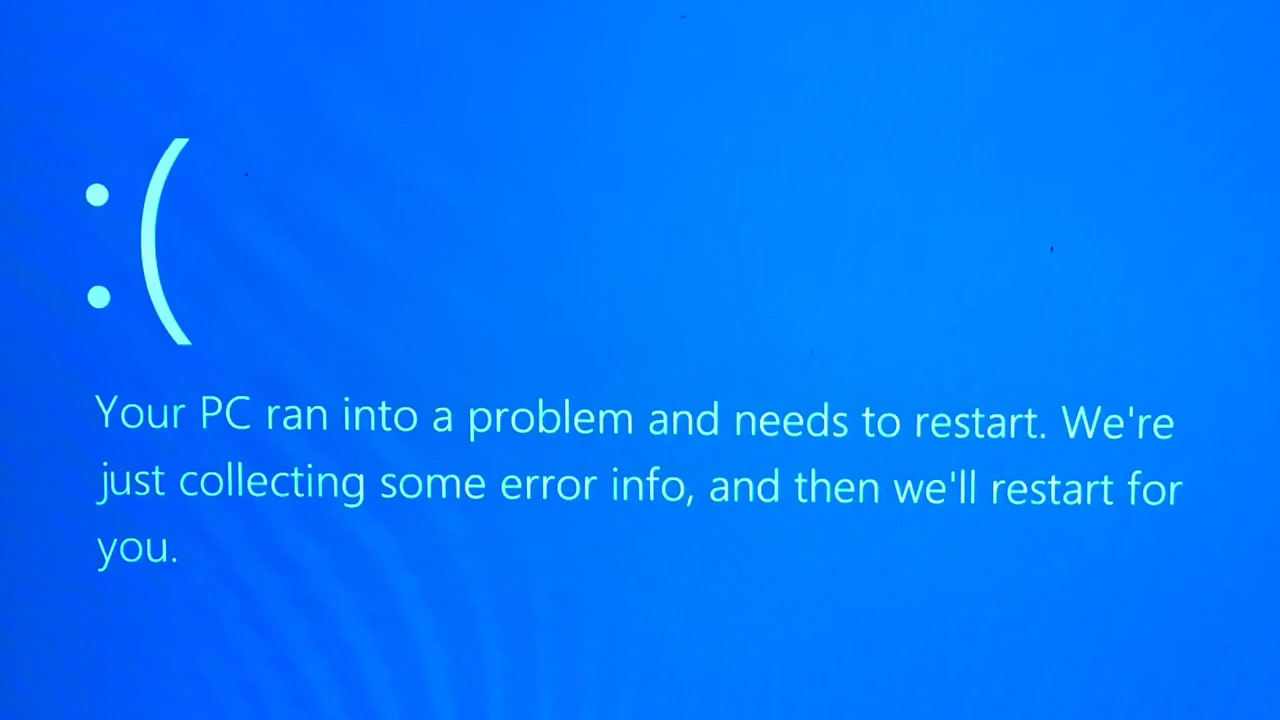 :(
Your PC ran into a problem and needs to restart. We're
just collecting some error info, and then we'll restart for
you.